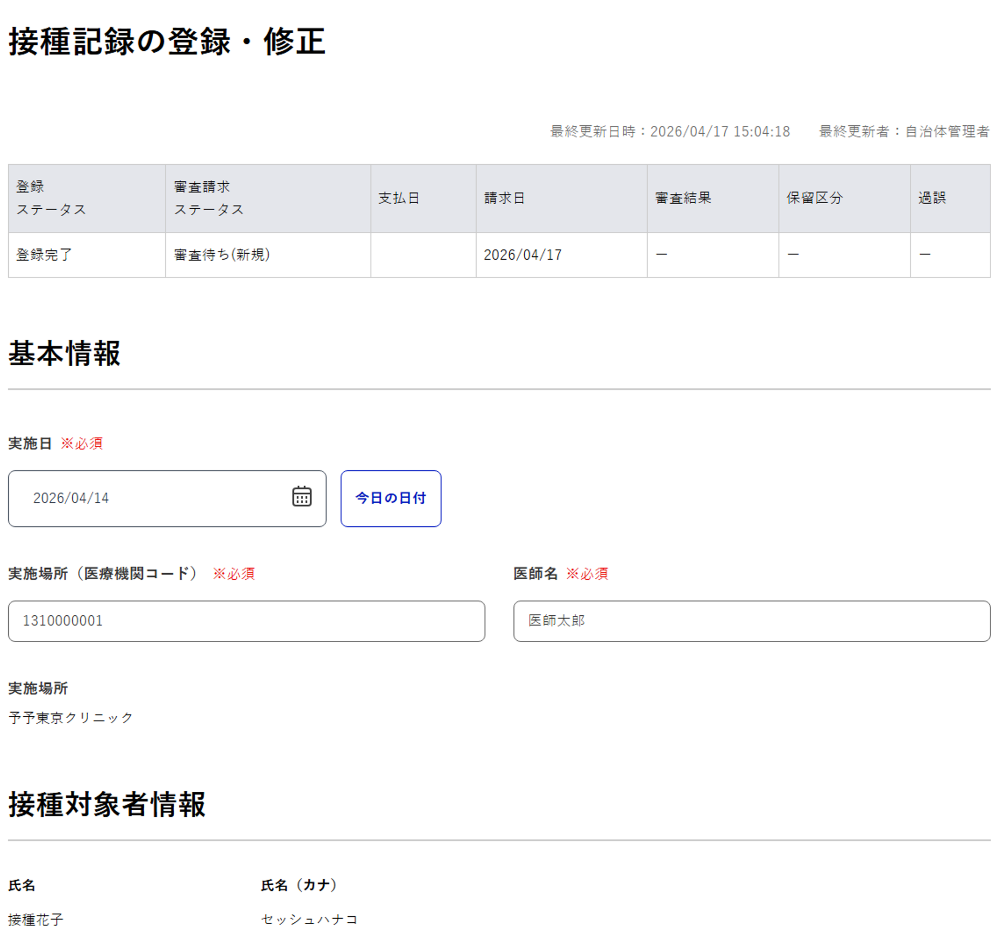 接種記録の登録・修正
最終更新日時：2026/04/17 15:04:18 最終更新者：自治体管理者
登録
ステータス
審査請求
ステータス
支払日
請求日
審査結果
保留区分
過誤
登録完了 審査待ち(新規) 2026/04/17 － － －
基本情報
実施日 ※必須
2026/04/14 今日の日付
実施場所（医療機関コード） ※必須 医師名 ※必須
1310000001 医師太郎
実施場所
予予東京クリニック
接種対象者情報
氏名 氏名（カナ）
接種花子 セッシュハナコ